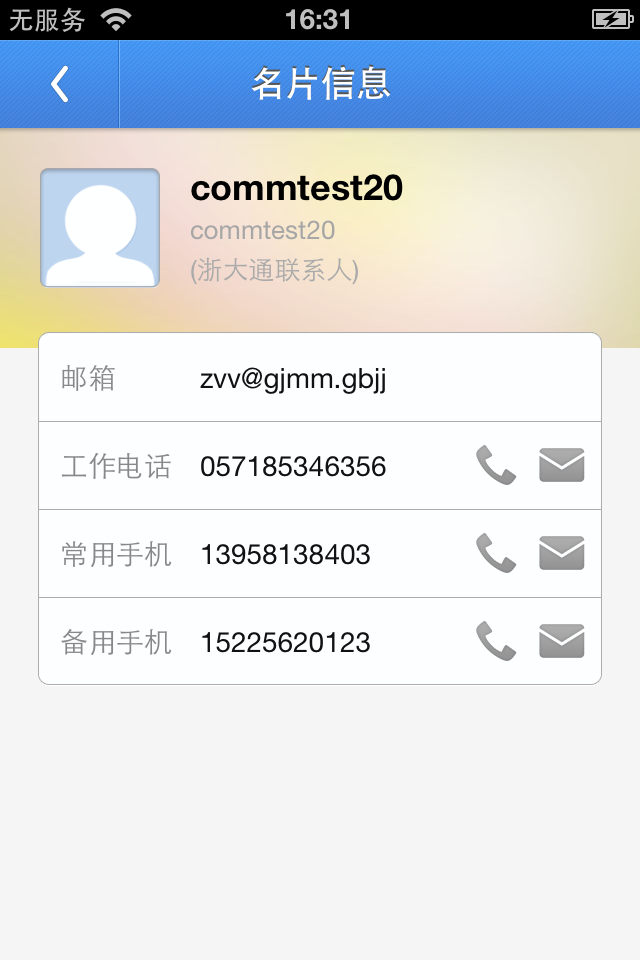 无服务 16:31
名片信息
commtest20
commtest20
(浙大通联系人)
邮箱 zvv@gjmm.gbjj
工作电话 057185346356
常用手机 13958138403
备用手机 15225620123